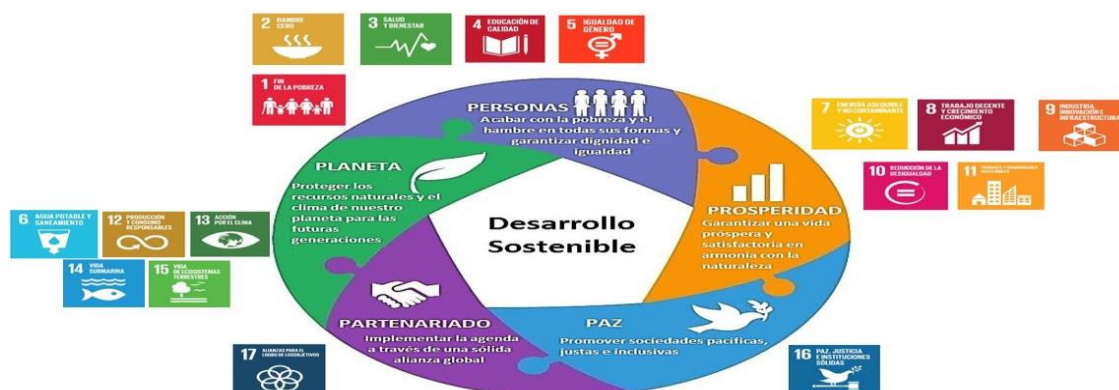 2 HAMBRE
CERO
3 SALUD
Y BIENESTAR
4 EDUCACIÓN DE
CALIDAD
5 IGUALDAD DE
GÉNERO
1 FIN
DE LA POBREZA
PERSONAS
Acabar con la pobreza y el
hambre en todas sus formas y
garantizar dignidad e
igualdad
7 ENERGÍA ASEQUIBLE
Y NO CONTAMINANTE
8 TRABAJO DECENTE
Y CRECIMIENTO
ECONÓMICO
9 INDUSTRIA,
INNOVACIÓN E
INFRAESTRUCTURA
10 REDUCCIÓN DE LA
DESIGUALDAD
11 CIUDADES Y COMUNIDADES
SOSTENIBLES
PLANETA
Proteger los
recursos naturales y el
clima de nuestro
planeta para las
futuras
generaciones
Desarrollo
Sostenible
PROSPERIDAD
Garantizar una vida
próspera y
satisfactoria en
armonía con la
naturaleza
6 AGUA POTABLE Y
SANEAMIENTO
12 PRODUCCIÓN
Y CONSUMO
RESPONSABLES
13 ACCIÓN
POR EL CLIMA
14 VIDA
SUBMARINA
15 VIDA
DE ECOSISTEMAS
TERRESTRES
PARTENARIADO
Implementar la agenda
a través de una sólida
alianza global
PAZ
Promover sociedades pacíficas,
justas e inclusivas
17 ALIANZAS PARA EL
LOGRO DE LOS OBJETIVOS
16 PAZ, JUSTICIA
E INSTITUCIONES
SÓLIDAS